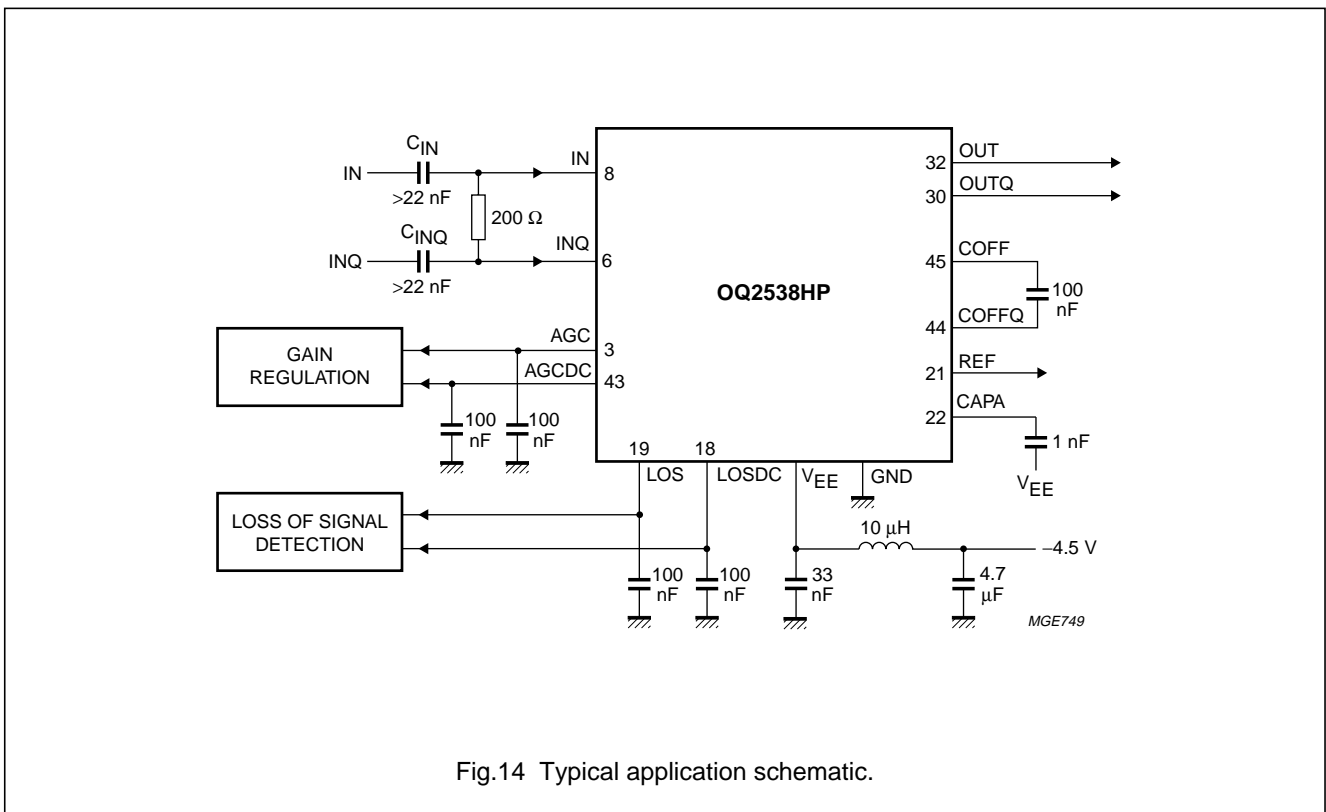 C_IN
IN
>22 nF
IN
8
200 Ω
C_INQ
INQ
>22 nF
INQ
6
OQ2538HP
32
OUT
30
OUTQ
45
COFF
100
nF
44
COFFQ
21
REF
22
CAPA
1 nF
V_EE
GAIN
REGULATION
AGC
3
AGCDC
43
100
nF
100
nF
19
18
LOS
LOSDC
V_EE
GND
LOSS OF SIGNAL
DETECTION
10 μH
−4.5 V
100
nF
100
nF
33
nF
4.7
μF
MGE749
Fig.14 Typical application schematic.